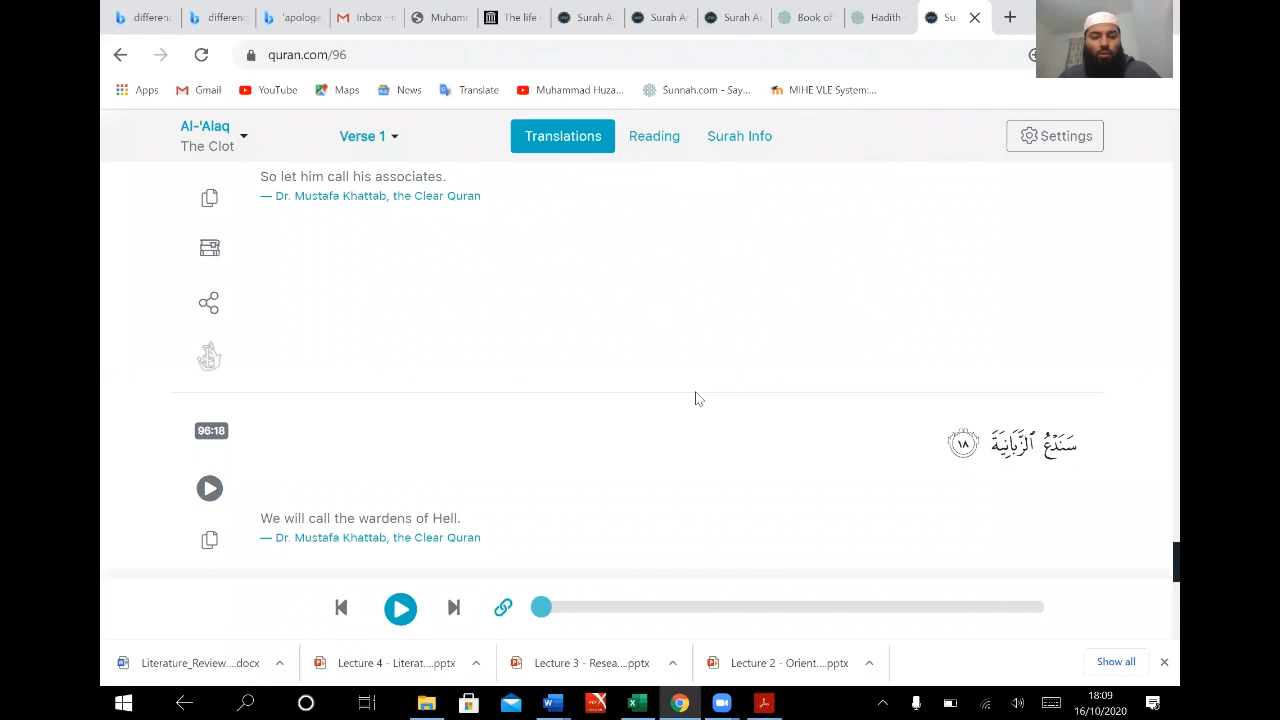 differenc
differenc
'apologe
Inbox - r
Muhamm
The life
Surah A
Surah A
Surah A
Book of
Hadith -
Su
quran.com/96
Apps
Gmail
YouTube
Maps
News
Translate
Muhammad Huza...
Sunnah.com - Say...
MIHE VLE System:...
Al-'Alaq
The Clot
Verse 1
Translations
Reading
Surah Info
Settings
So let him call his associates.
— Dr. Mustafa Khattab, the Clear Quran
96:18
سَنَدْعُ ٱلزَّبَانِيَةَ ١٨
We will call the wardens of Hell.
— Dr. Mustafa Khattab, the Clear Quran
Literature_Review....docx
Lecture 4 - Literat....pptx
Lecture 3 - Resea....pptx
Lecture 2 - Orient....pptx
Show all
18:09
16/10/2020